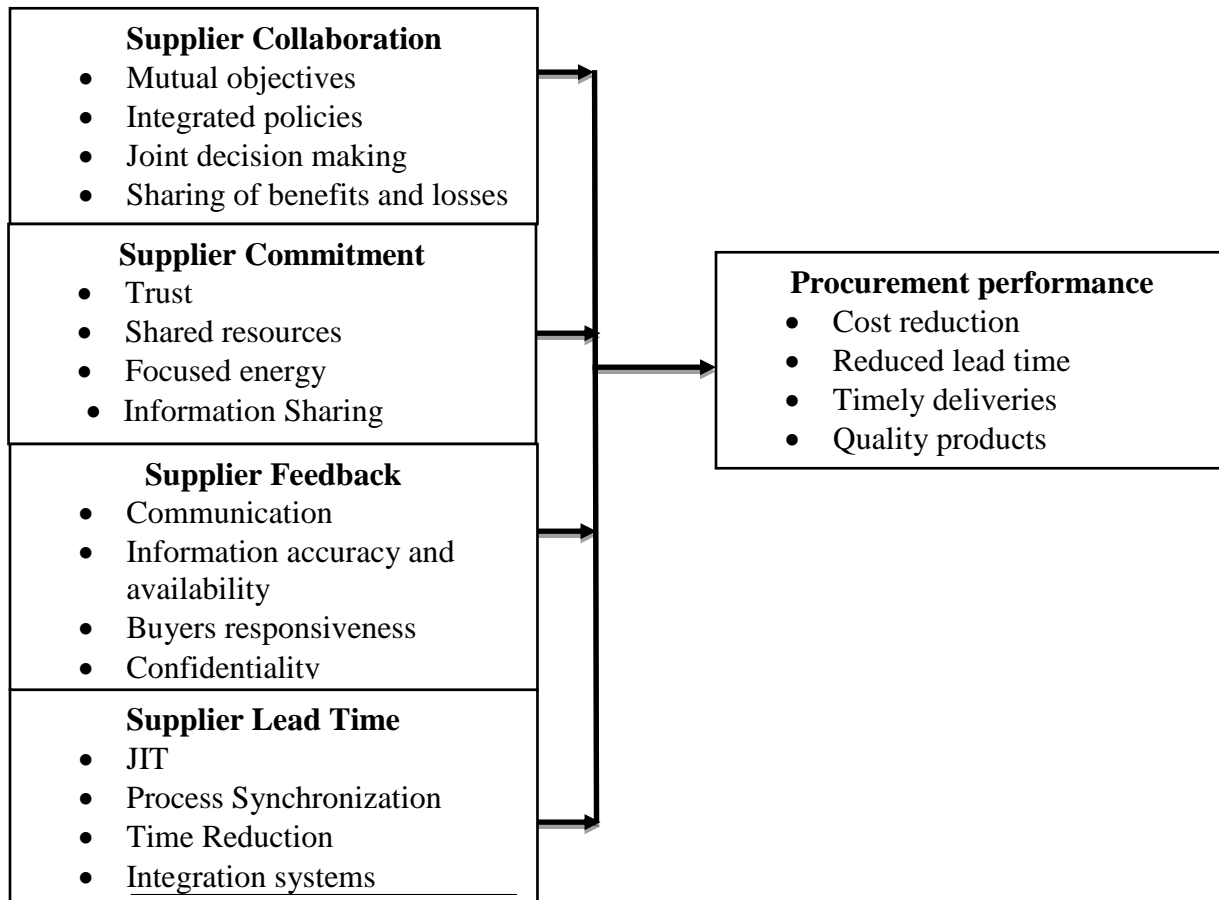 Supplier Collaboration
• Mutual objectives
• Integrated policies
• Joint decision making
• Sharing of benefits and losses
Supplier Commitment
• Trust
• Shared resources
• Focused energy
• Information Sharing
Supplier Feedback
• Communication
• Information accuracy and
availability
• Buyers responsiveness
• Confidentiality
Supplier Lead Time
• JIT
• Process Synchronization
• Time Reduction
• Integration systems
Procurement performance
• Cost reduction
• Reduced lead time
• Timely deliveries
• Quality products